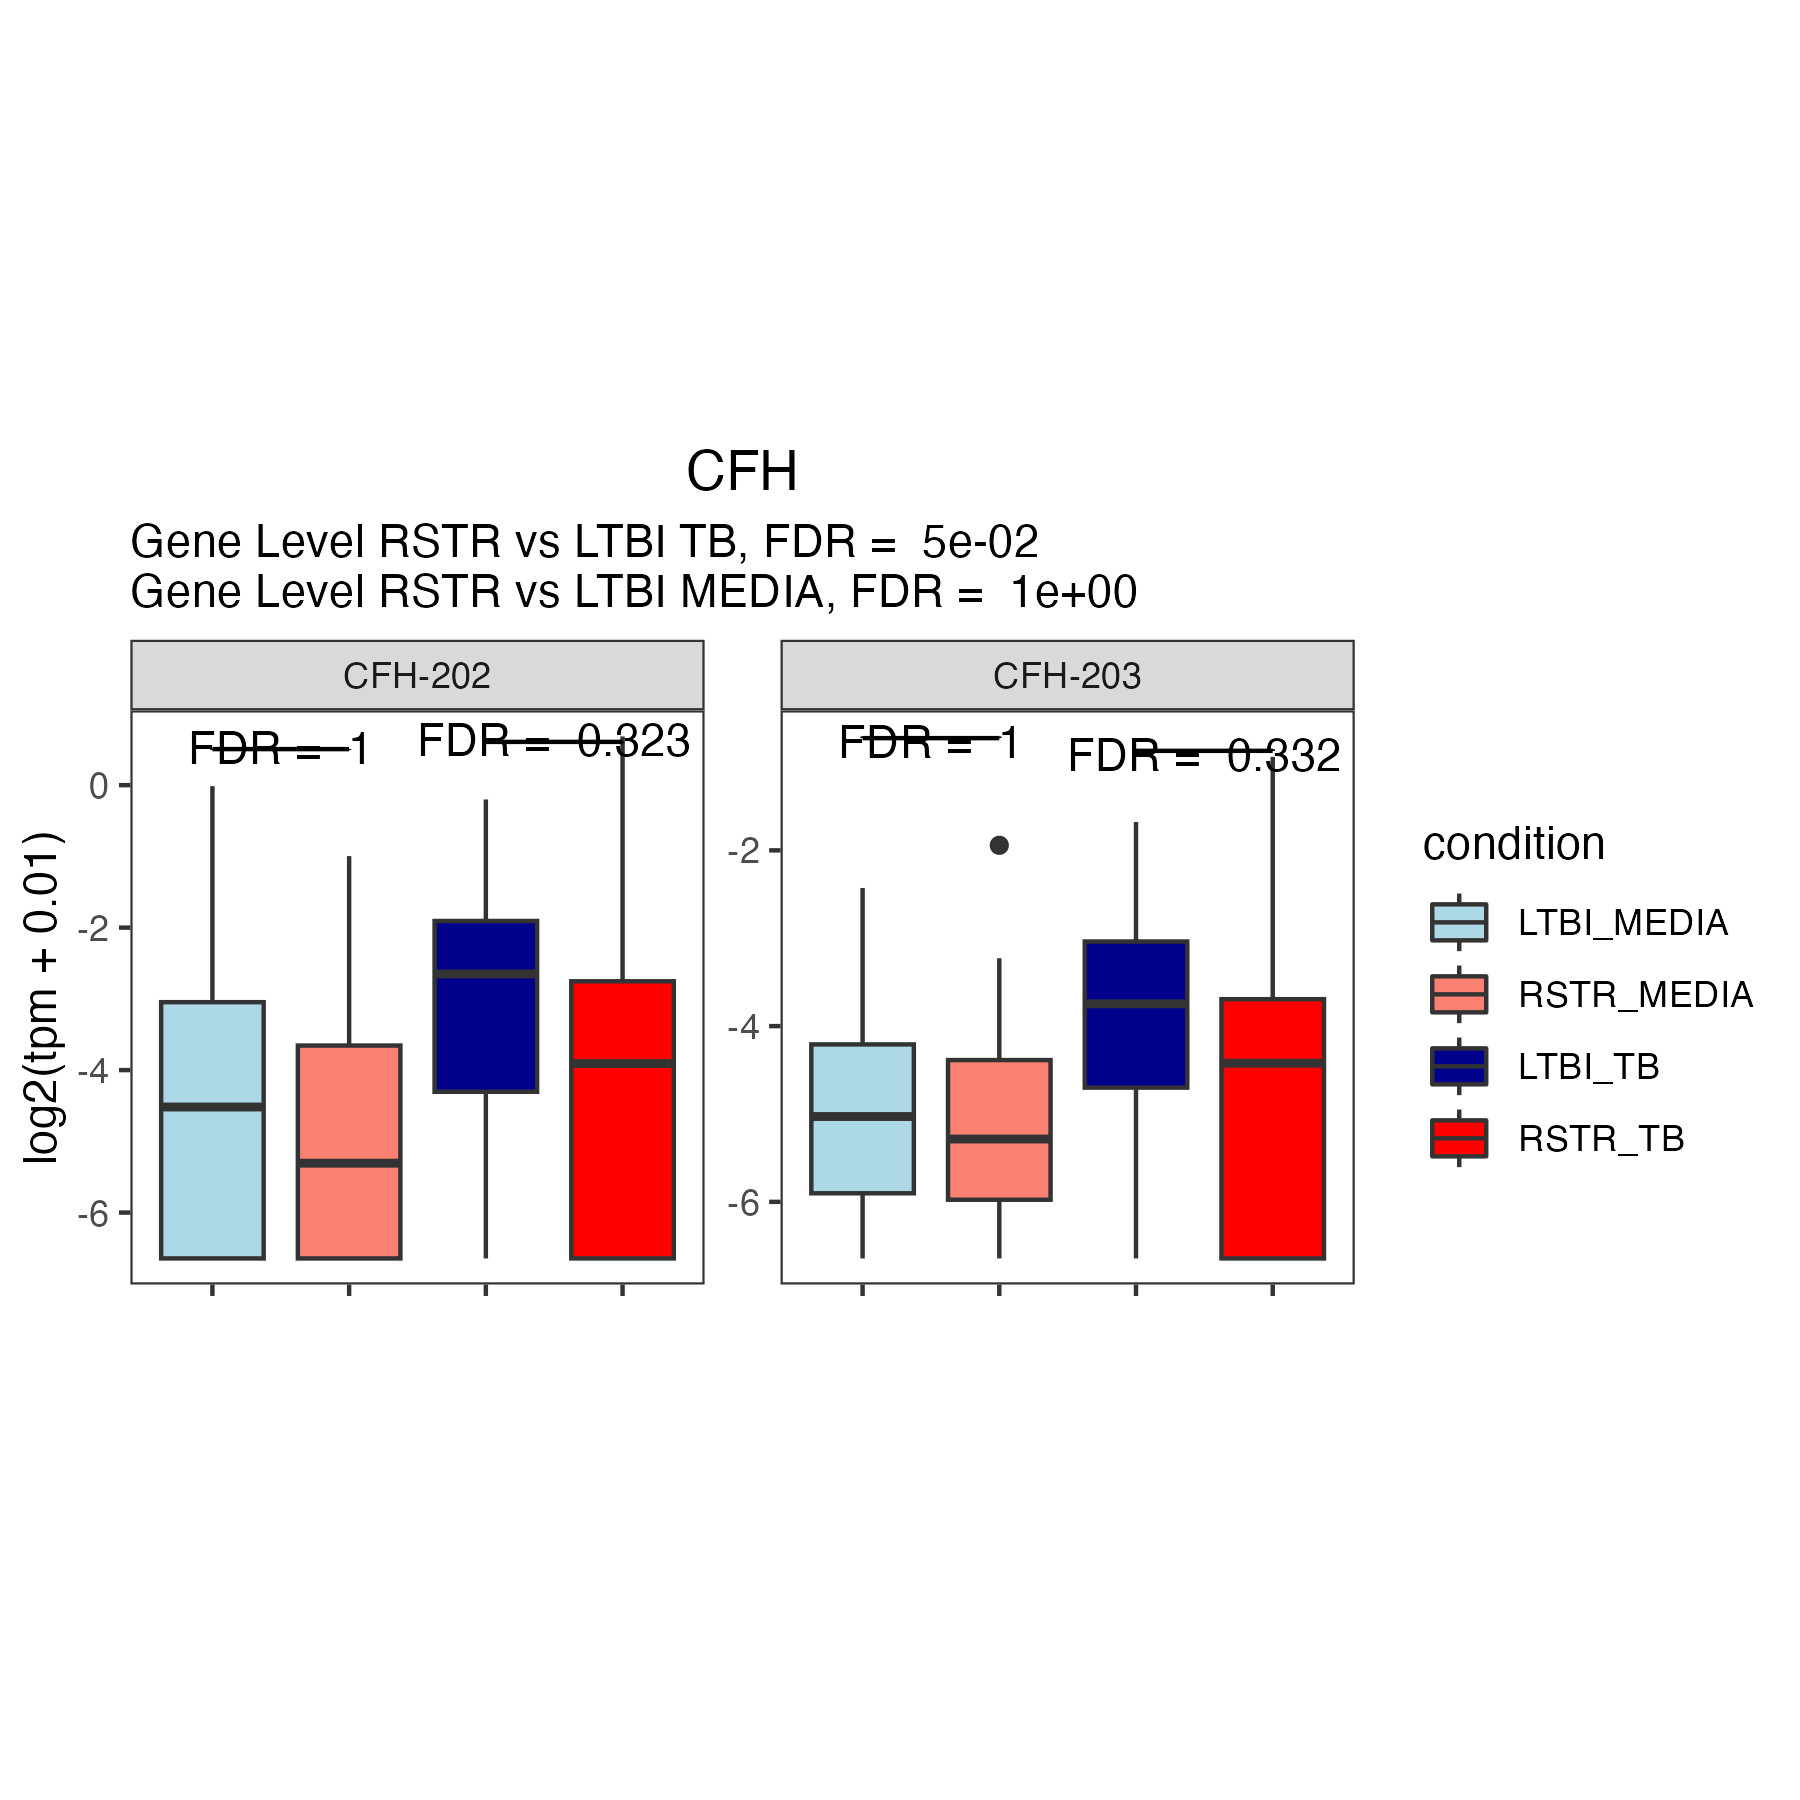 CFH
Gene Level RSTR vs LTBI TB, FDR =  5e-02
Gene Level RSTR vs LTBI MEDIA, FDR =  1e+00
CFH-202
CFH-203
FDR =  1
FDR =  0.323
FDR =  1
FDR =  0.332
0
-2
-4
-6
-2
-4
-6
log2(tpm + 0.01)
condition
LTBI_MEDIA
RSTR_MEDIA
LTBI_TB
RSTR_TB